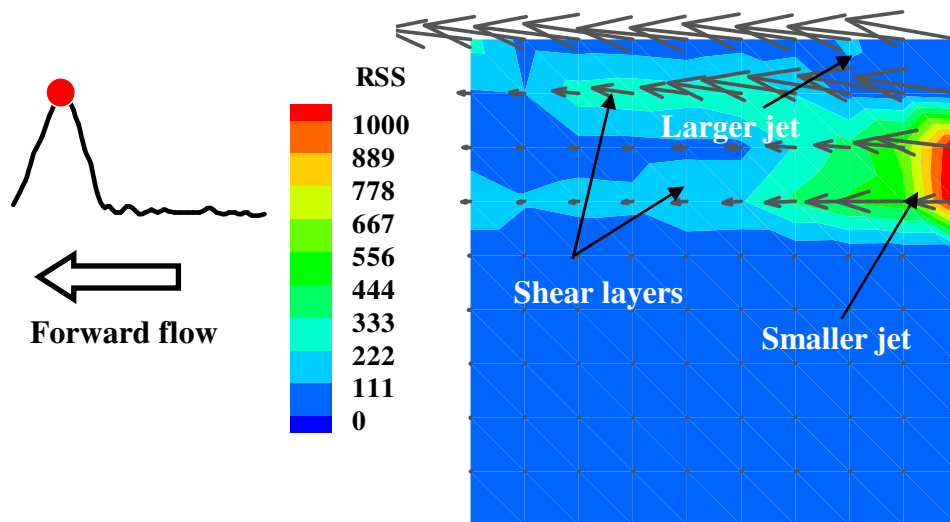 RSS
1000
889
778
667
556
444
333
222
111
0
Forward flow
Larger jet
Shear layers
Smaller jet